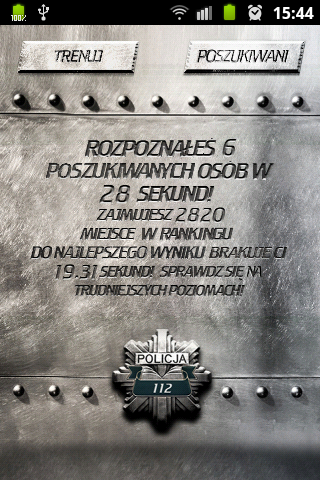 100%
15:44
TRENUJ
POSZUKIWANI
ROZPOZNAŁEŚ 6
POSZUKIWANYCH OSÓB W
28 SEKUND!
ZAJMUJESZ 2820
MIEJSCE W RANKINGU
DO NAJLEPSZEGO WYNIKU BRAKUJE CI
19.31 SEKUND! SPRAWDZ SIĘ NA
TRUDNIEJSZYCH POZIOMACH!
POLICJA
112